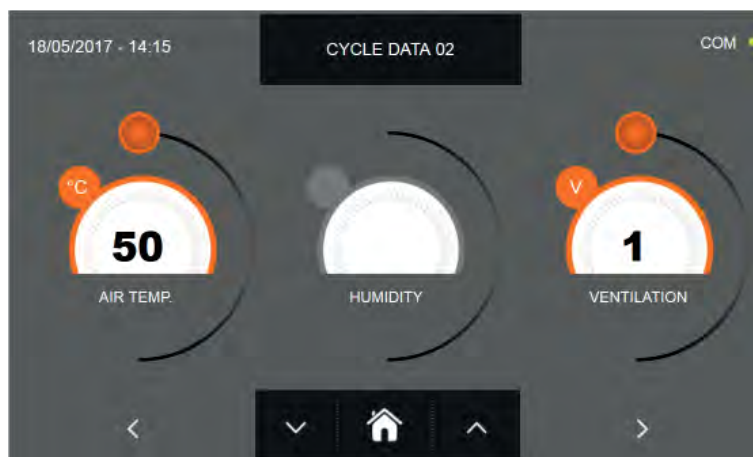 18/05/2017 - 14:15
CYCLE DATA 02
COM
°C
V
50
1
AIR TEMP.
HUMIDITY
VENTILATION